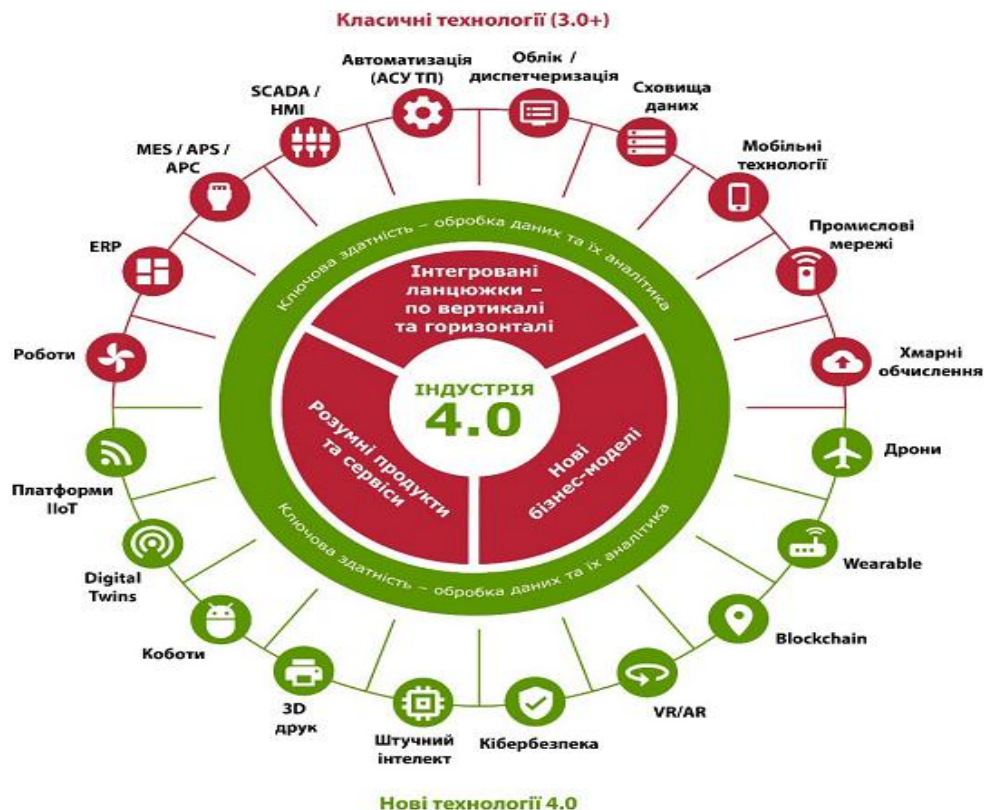 Класичні технології (3.0+)
Автоматизація
(АСУ ТП)
Облік /
диспетчеризація
SCADA /
HMI
Сховища
даних
MES / APS /
APC
Мобільні
технології
ERP
Промислові
мережі
Роботи
Хмарні
обчислення
Ключова здатність – обробка даних та їх аналітика
Інтегровані
ланцюжки –
по вертикалі
та горизонталі
ІНДУСТРІЯ
4.0
Розумні продукти
та сервіси
Нові
бізнес-моделі
Ключова здатність – обробка даних та їх аналітика
Платформи
IIoT
Дрони
Digital
Twins
Wearable
Коботи
Blockchain
3D
друк
VR/AR
Штучний
інтелект
Кібербезпека
Нові технології 4.0